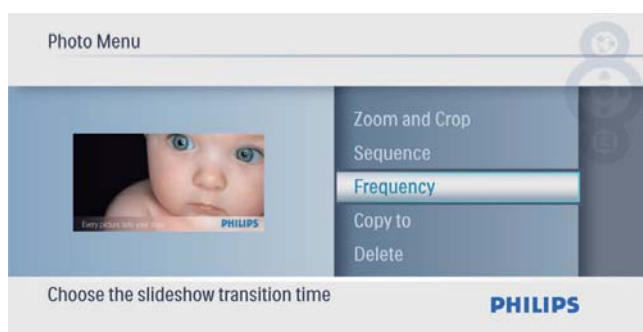 Photo Menu
Zoom and Crop
Sequence
Frequency
Copy to
Delete
PHILIPS
Choose the slideshow transition time
PHILIPS